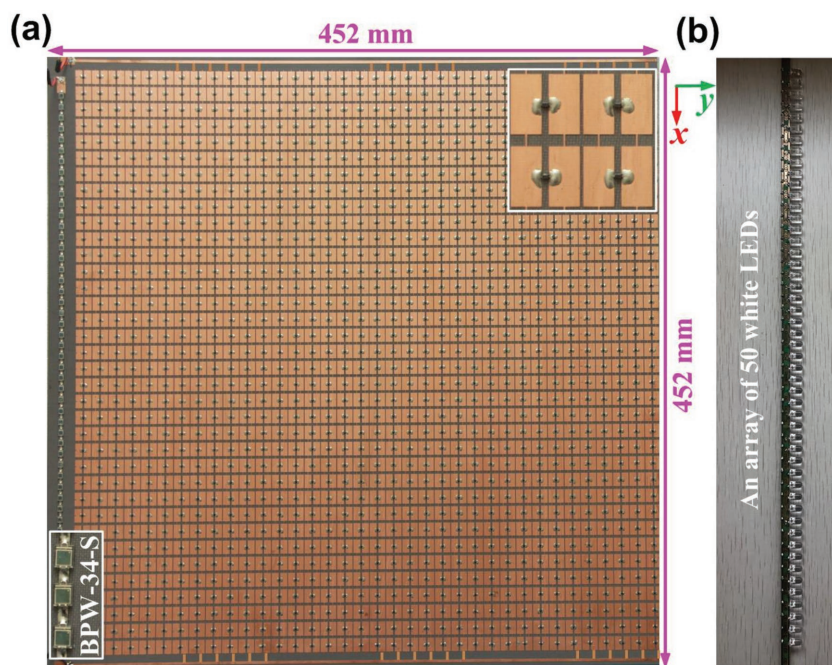 (a)
452 mm
(b)
y
x
452 mm
An array of 50 white LEDs
BPW-34-S